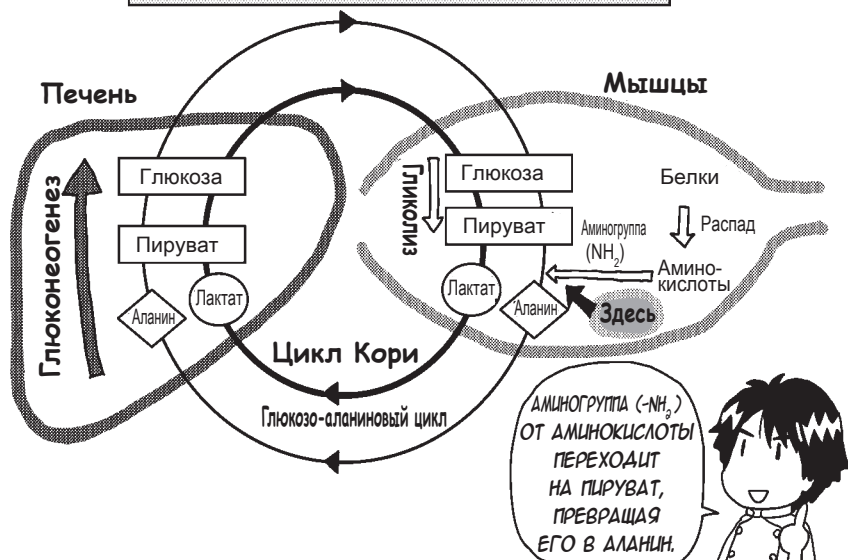 Печень
Мышцы
Глюконеогенез
Глюкоза
Пируват
Аланин
Лактат
Гликолиз
Глюкоза
Пируват
Лактат
Аланин
Аминогруппа
(NH2)
Белки
Распад
Амино-
кислоты
Здесь
Цикл Кори
Глюкозо-аланиновый цикл
АМИНОГРУППА (-NH2)
ОТ АМИНОКИСЛОТЫ
ПЕРЕХОДИТ
НА ПИРУВАТ,
ПРЕВРАЩАЯ
ЕГО В АЛАНИН.